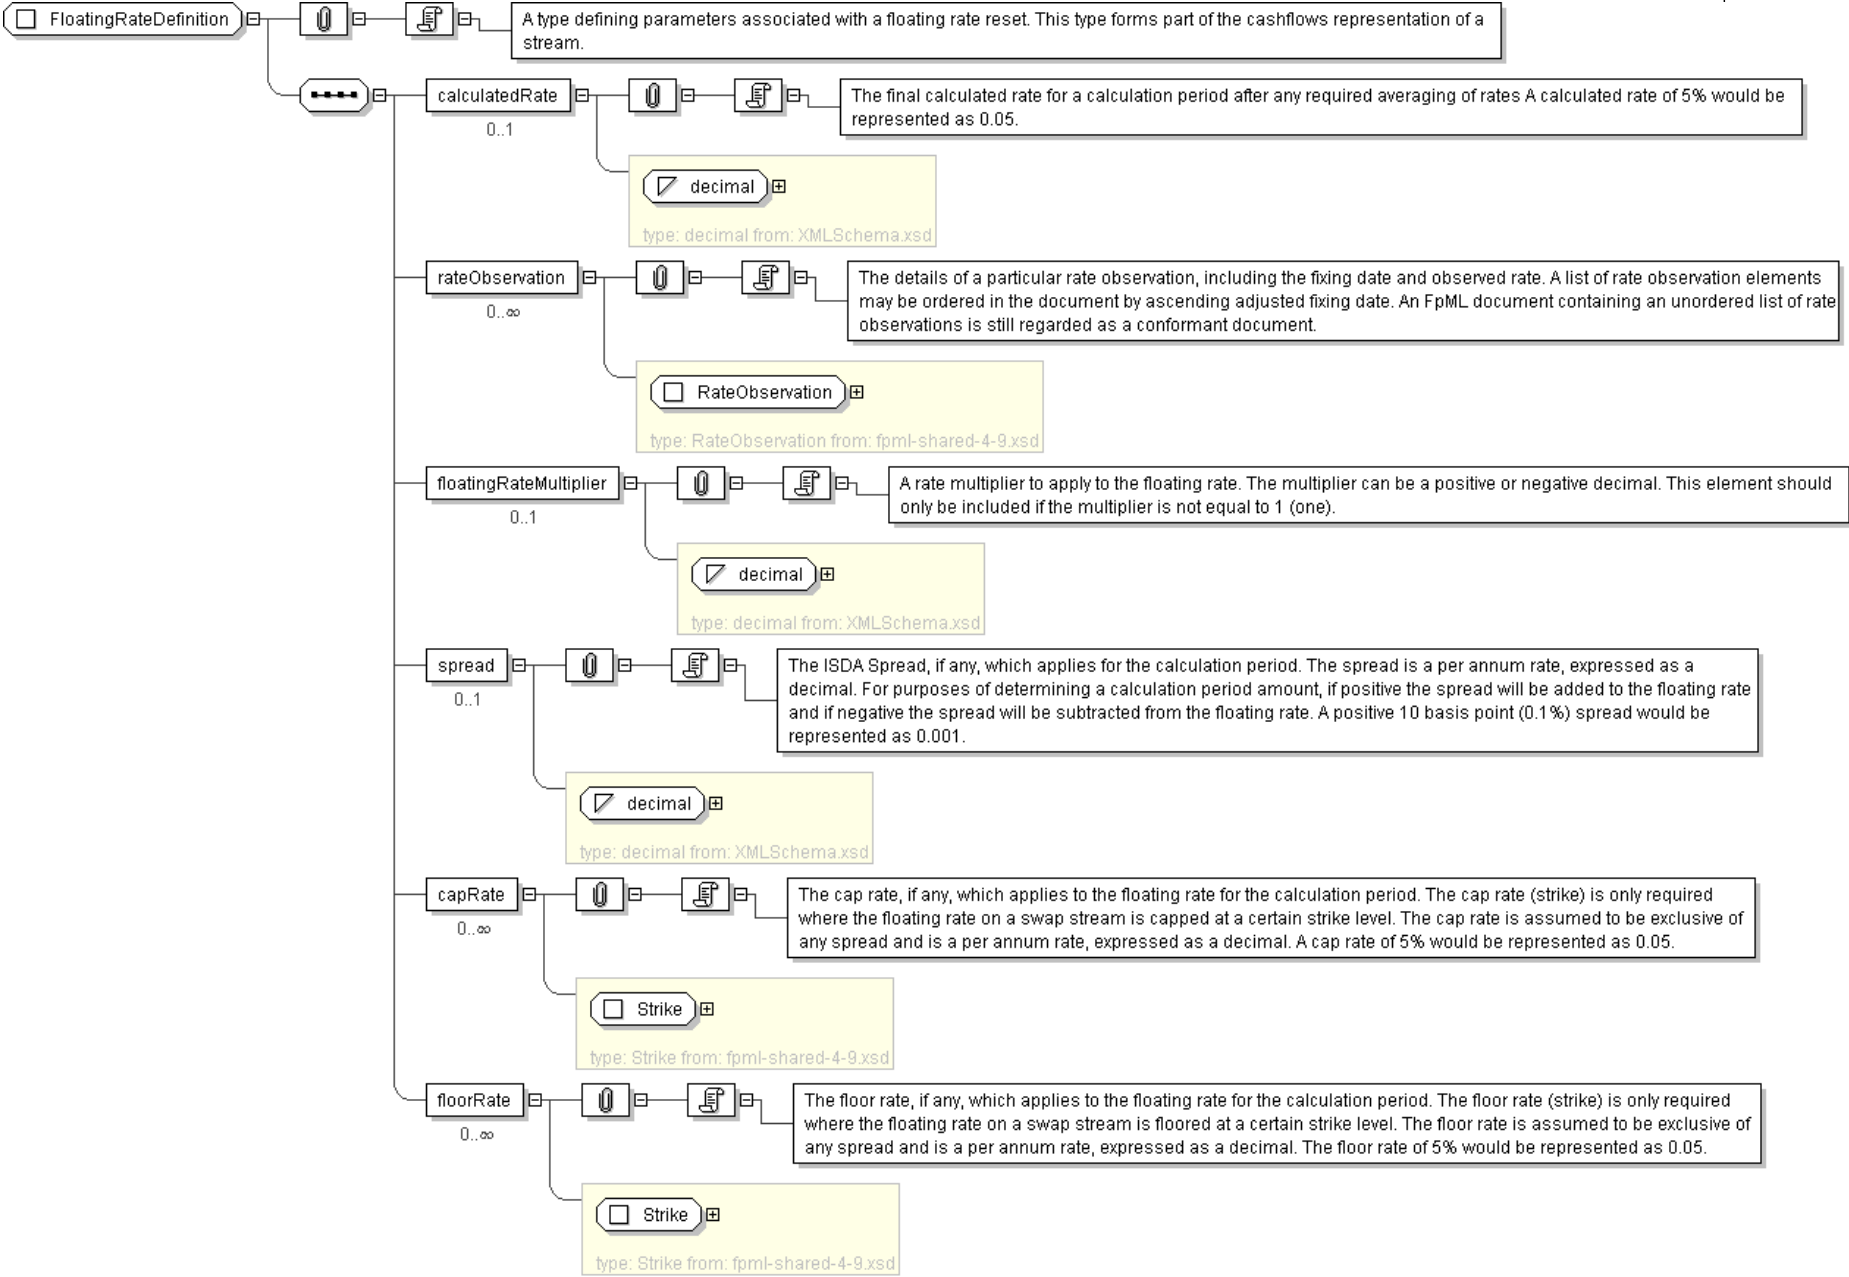 FloatingRateDefinition
A type defining parameters associated with a floating rate reset. This type forms part of the cashflows representation of a
stream.
calculatedRate
0..1
The final calculated rate for a calculation period after any required averaging of rates A calculated rate of 5% would be
represented as 0.05.
decimal
type: decimal from: XMLSchema.xsd
rateObservation
0..∞
The details of a particular rate observation, including the fixing date and observed rate. A list of rate observation elements
may be ordered in the document by ascending adjusted fixing date. An FpML document containing an unordered list of rate
observations is still regarded as a conformant document.
RateObservation
type: RateObservation from: fpml-shared-4-9.xsd
floatingRateMultiplier
0..1
A rate multiplier to apply to the floating rate. The multiplier can be a positive or negative decimal. This element should
only be included if the multiplier is not equal to 1 (one).
decimal
type: decimal from: XMLSchema.xsd
spread
0..1
The ISDA Spread, if any, which applies for the calculation period. The spread is a per annum rate, expressed as a
decimal. For purposes of determining a calculation period amount, if positive the spread will be added to the floating rate
and if negative the spread will be subtracted from the floating rate. A positive 10 basis point (0.1%) spread would be
represented as 0.001.
decimal
type: decimal from: XMLSchema.xsd
capRate
0..∞
The cap rate, if any, which applies to the floating rate for the calculation period. The cap rate (strike) is only required
where the floating rate on a swap stream is capped at a certain strike level. The cap rate is assumed to be exclusive of
any spread and is a per annum rate, expressed as a decimal. A cap rate of 5% would be represented as 0.05.
Strike
type: Strike from: fpml-shared-4-9.xsd
floorRate
0..∞
The floor rate, if any, which applies to the floating rate for the calculation period. The floor rate (strike) is only required
where the floating rate on a swap stream is floored at a certain strike level. The floor rate is assumed to be exclusive of
any spread and is a per annum rate, expressed as a decimal. The floor rate of 5% would be represented as 0.05.
Strike
type: Strike from: fpml-shared-4-9.xsd